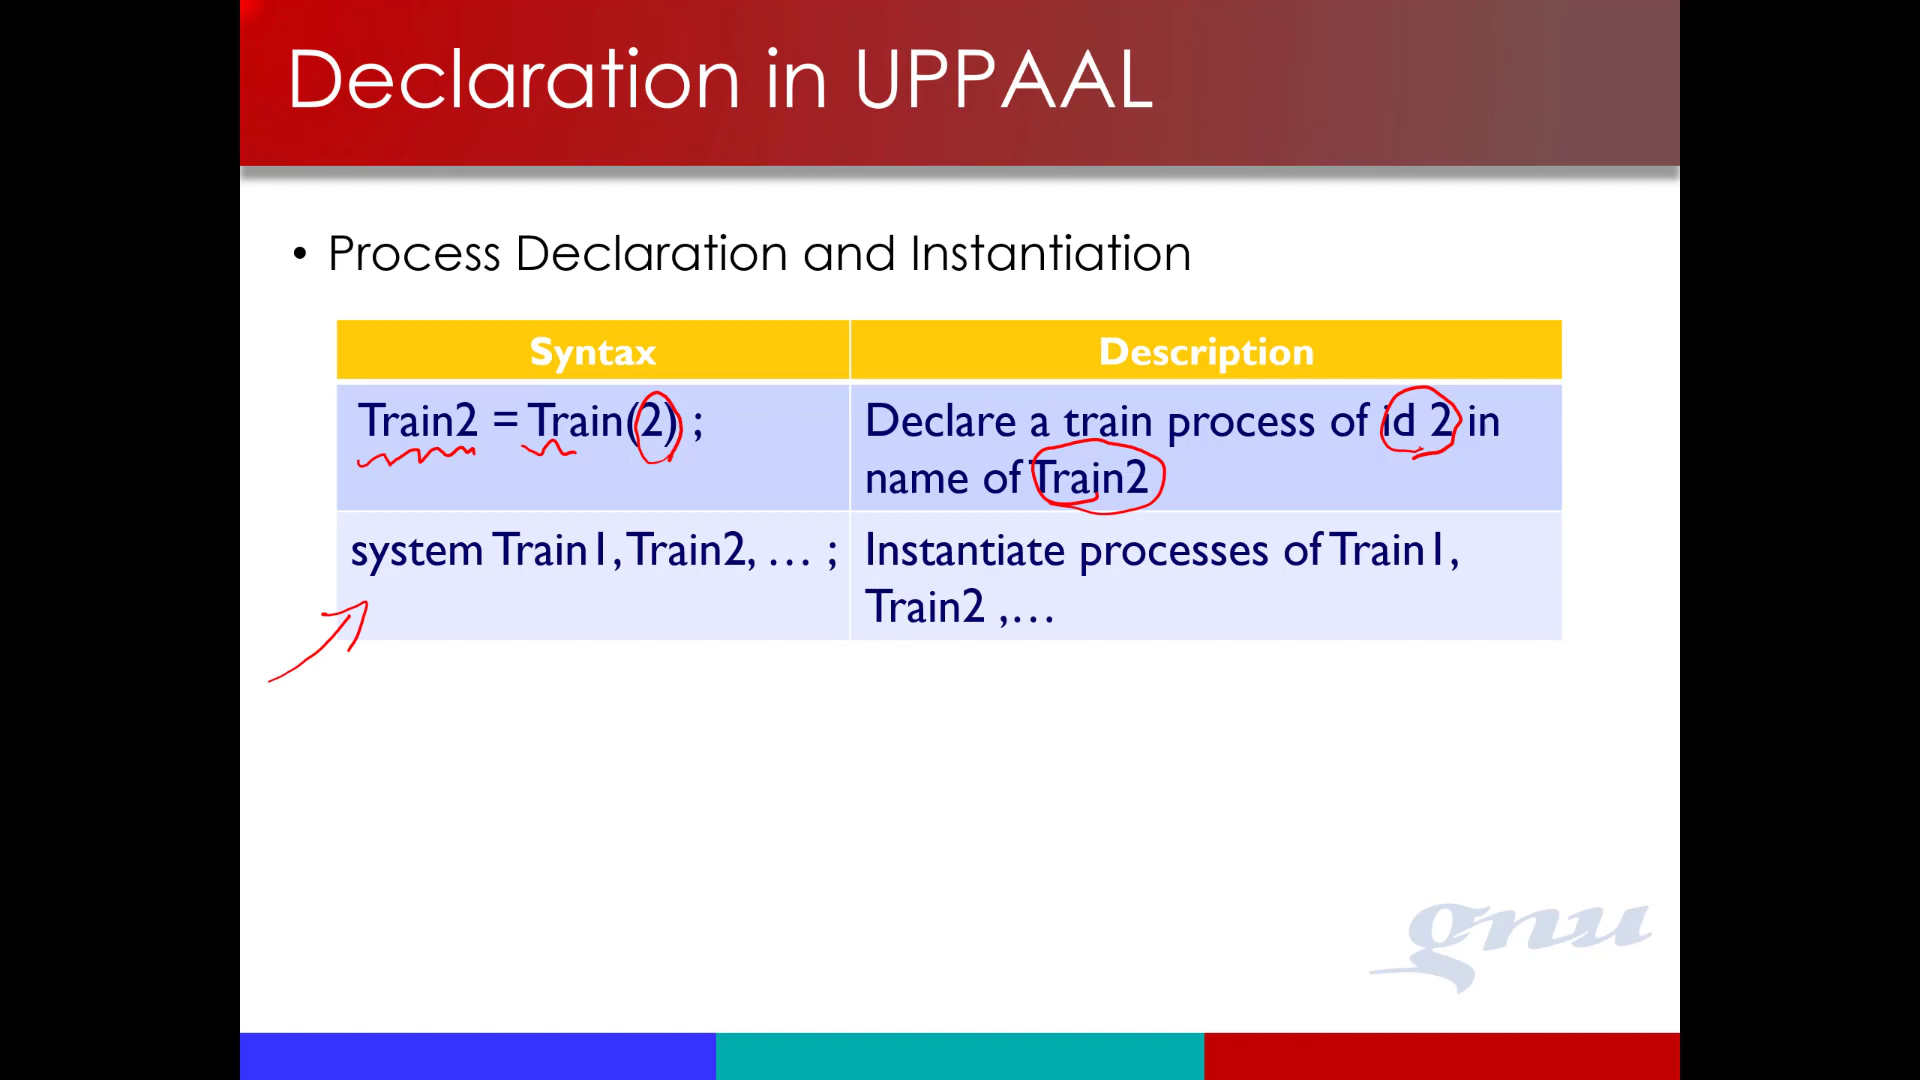 Declaration in UPPAAL
• Process Declaration and Instantiation
Syntax
Description
Train2 = Train(2) ;
Declare a train process of id 2 in
name of Train2
system Train1, Train2, … ;
Instantiate processes of Train1,
Train2 ,…
gnu